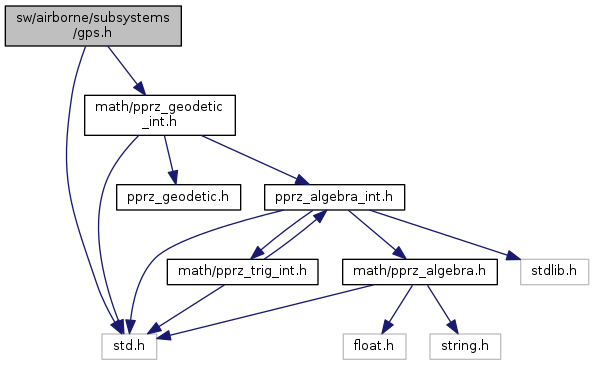 sw/airborne/subsystems
/gps.h
math/pprz_geodetic
_int.h
pprz_geodetic.h
pprz_algebra_int.h
math/pprz_trig_int.h
math/pprz_algebra.h
stdlib.h
std.h
float.h
string.h